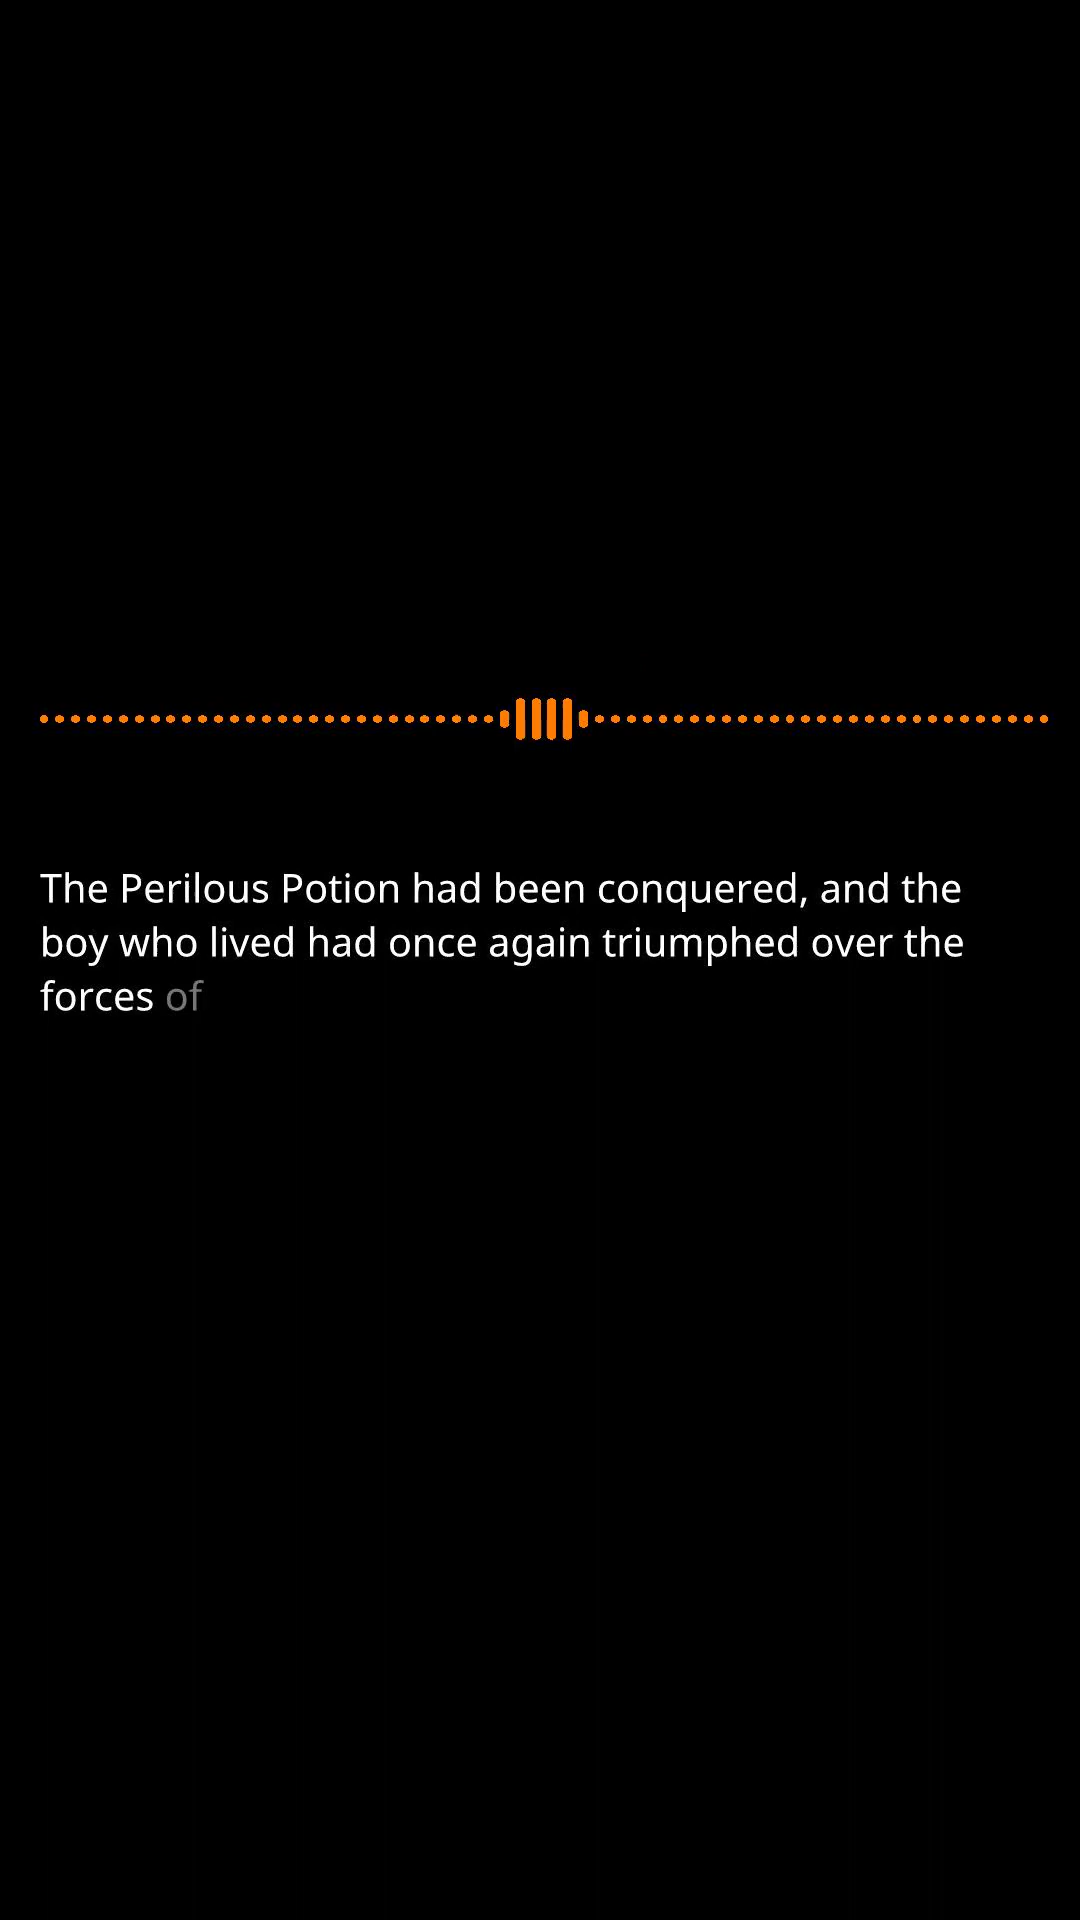 The Perilous Potion had been conquered, and the
boy who lived had once again triumphed over the
forces of